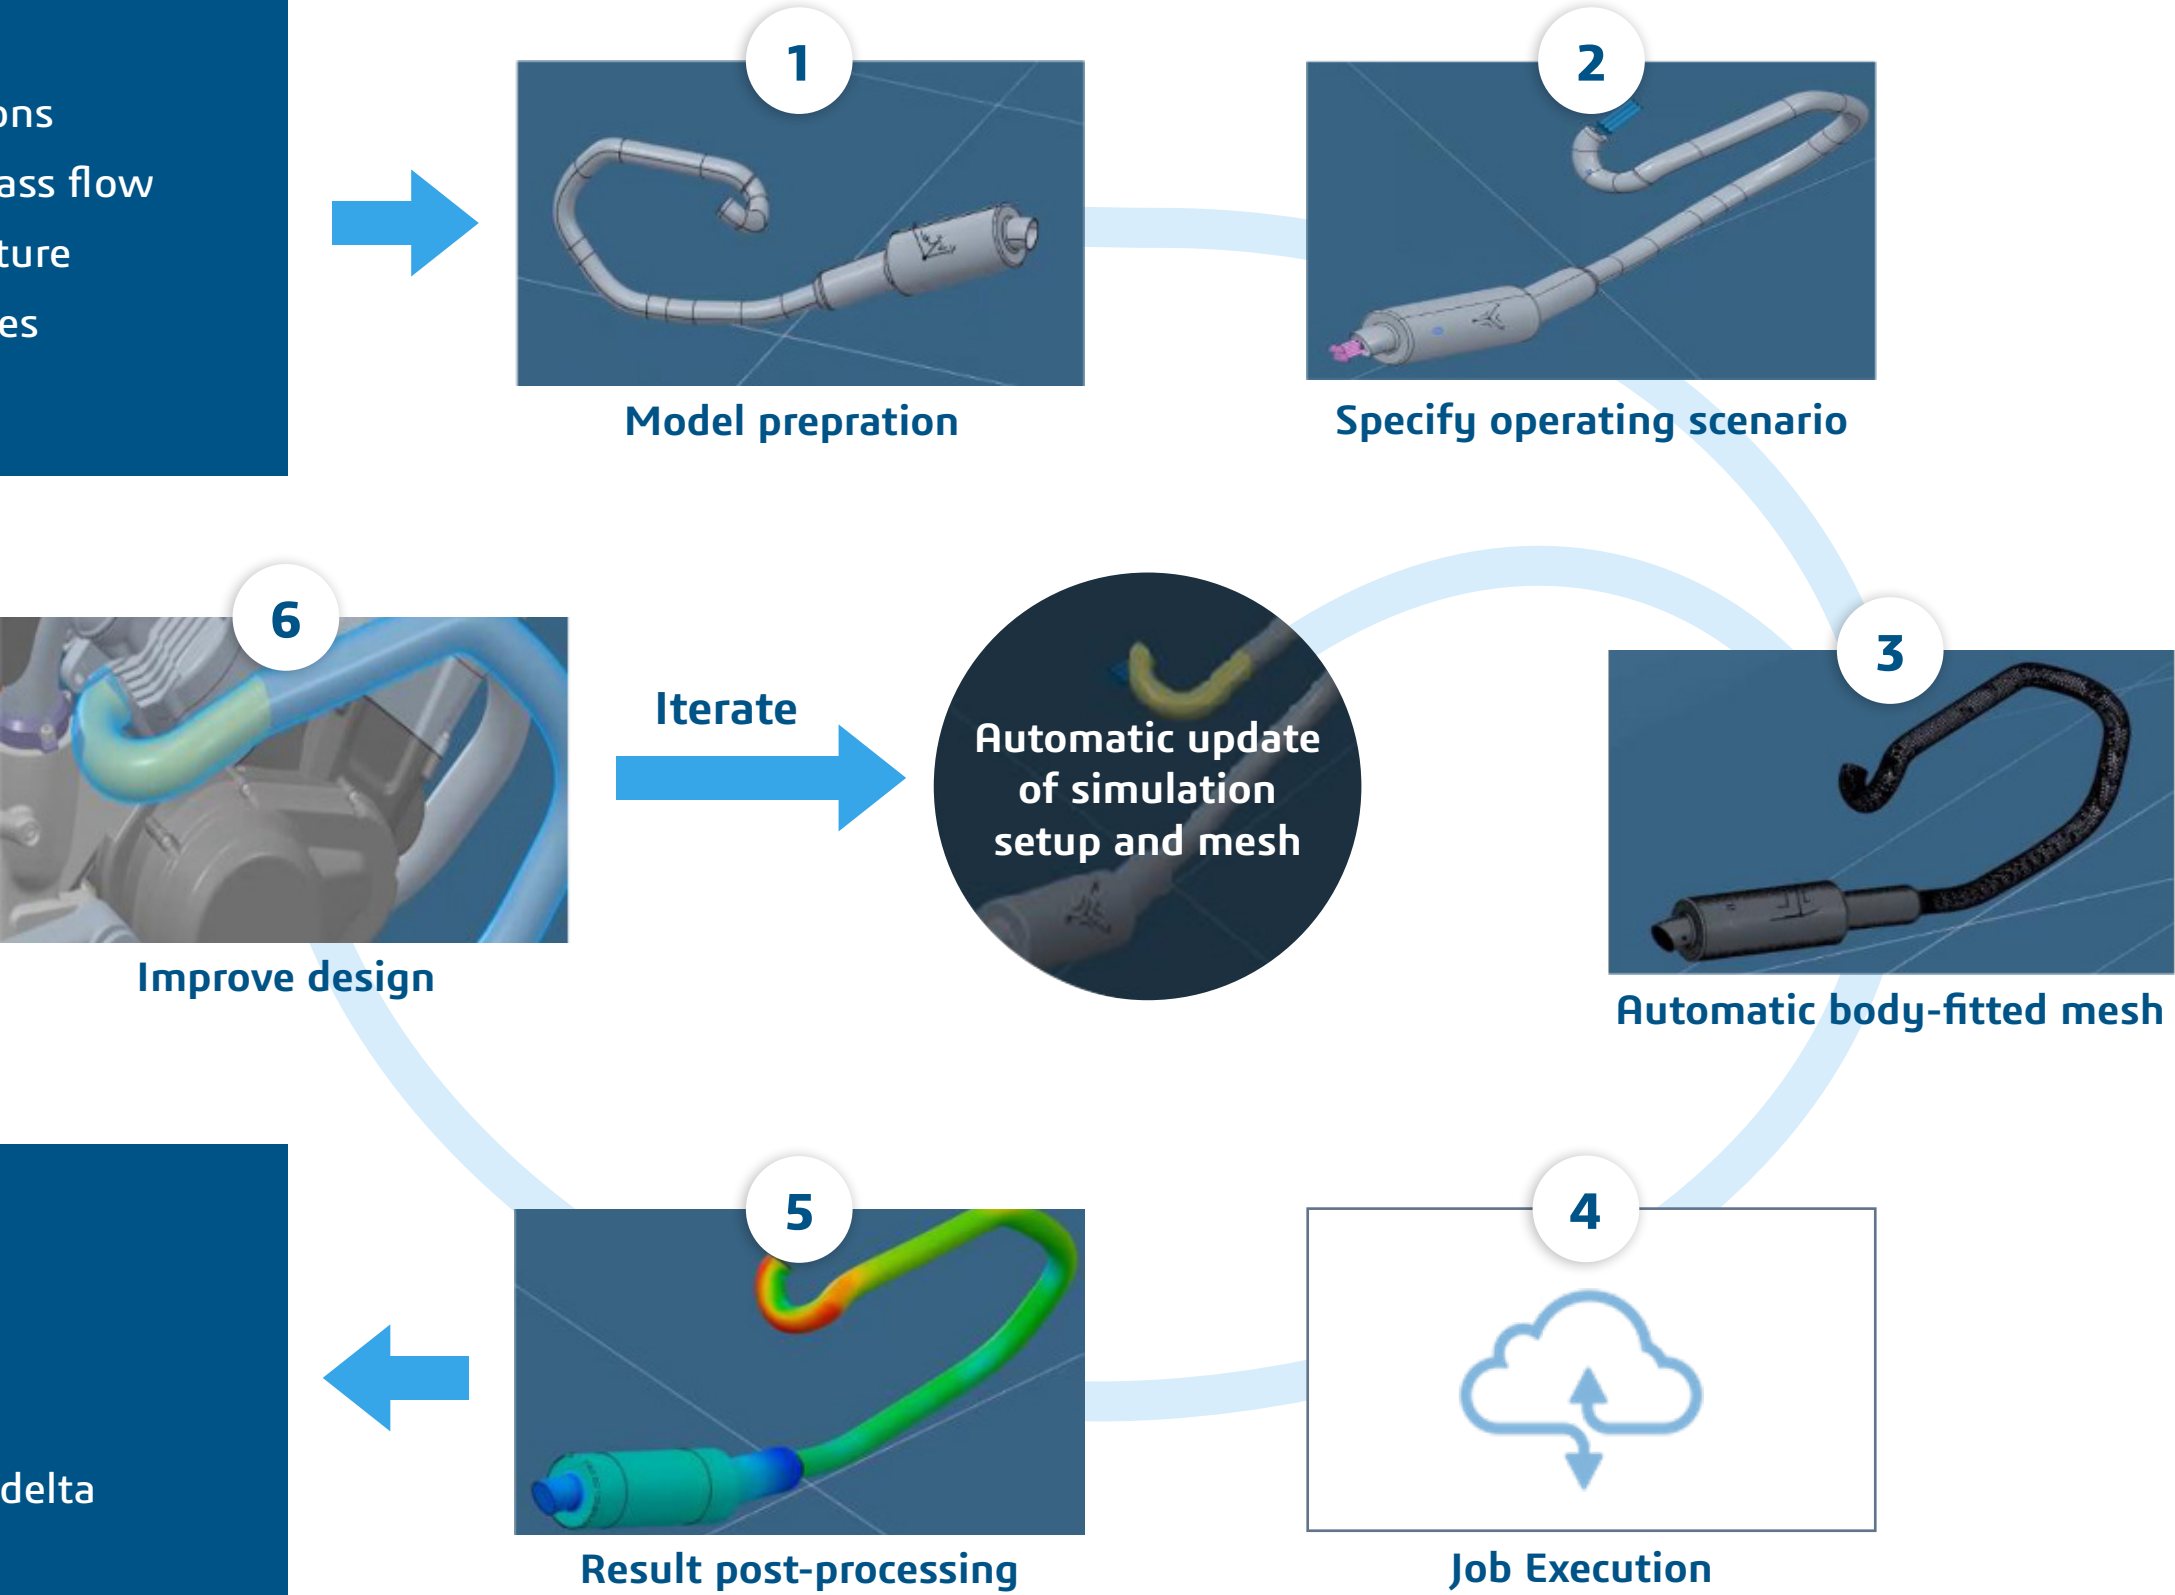 ons
ass flow
ture
es
1
Model prepration
2
Specify operating scenario
3
Automatic body-fitted mesh
4
Job Execution
5
Result post-processing
6
Improve design
Iterate
Automatic update
of simulation
setup and mesh
delta